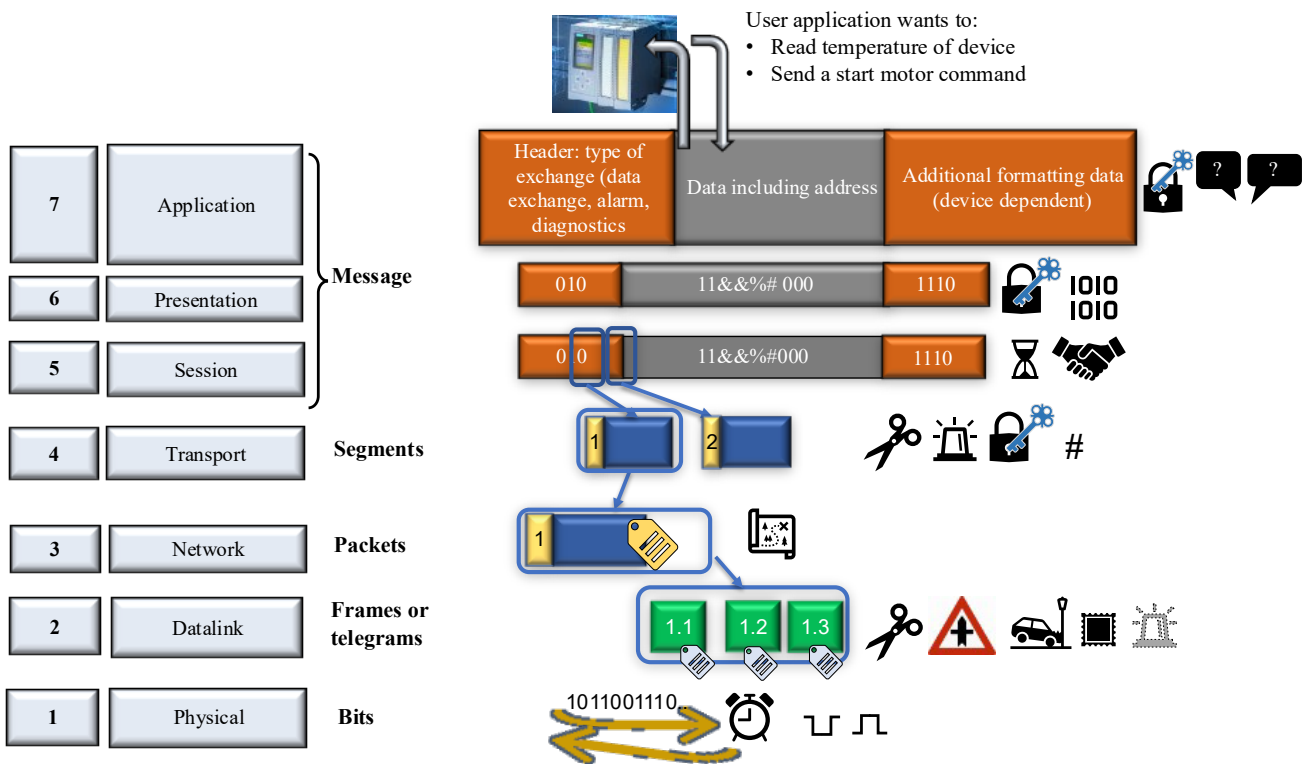 User application wants to:
• Read temperature of device
• Send a start motor command
7
Application
Header: type of
exchange (data
exchange, alarm,
diagnostics
Data including address
Additional formatting data
(device dependent)
? ?
Message
6
Presentation
010
11&&%# 000
1110
1010
1010
5
Session
010
11&&%#000
1110
4
Transport
Segments
1
2
#
3
Network
Packets
1
2
Datalink
Frames or
telegrams
1.1
1.2
1.3
1
Physical
Bits
1011001110..